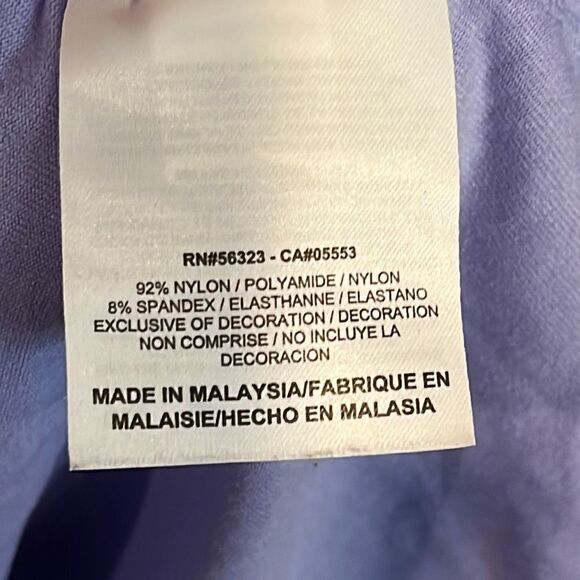 RN#56323 - CA#05553
92% NYLON / POLYAMIDE / NYLON
8% SPANDEX / ELASTHANNE / ELASTANO
EXCLUSIVE OF DECORATION / DECORATION
NON COMPRISE / NO INCLUYE LA
DECORACION
MADE IN MALAYSIA/FABRIQUE EN
MALAISIE/HECHO EN MALASIA